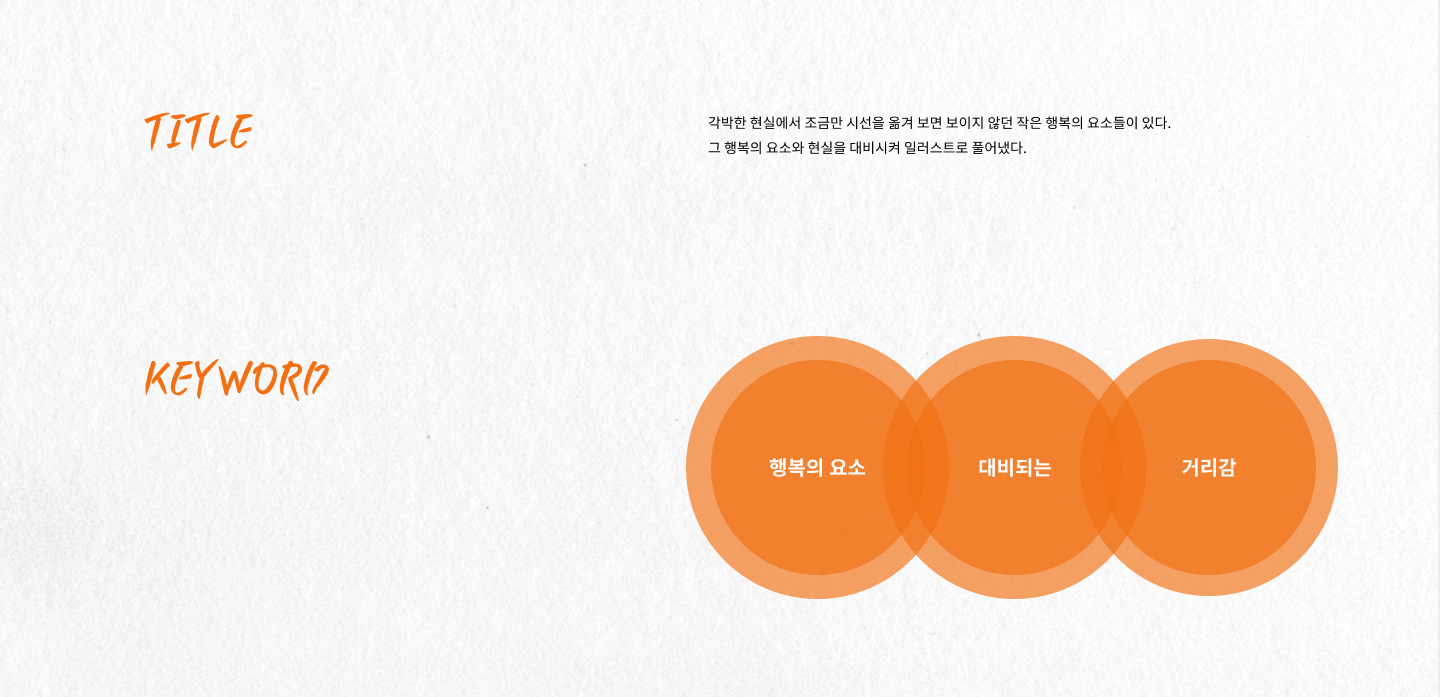 TITLE
각박한 현실에서 조금만 시선을 옮겨 보면 보이지 않던 작은 행복의 요소들이 있다.
그 행복의 요소와 현실을 대비시켜 일러스트로 풀어냈다.
KEYWORD
행복의 요소
대비되는
거리감